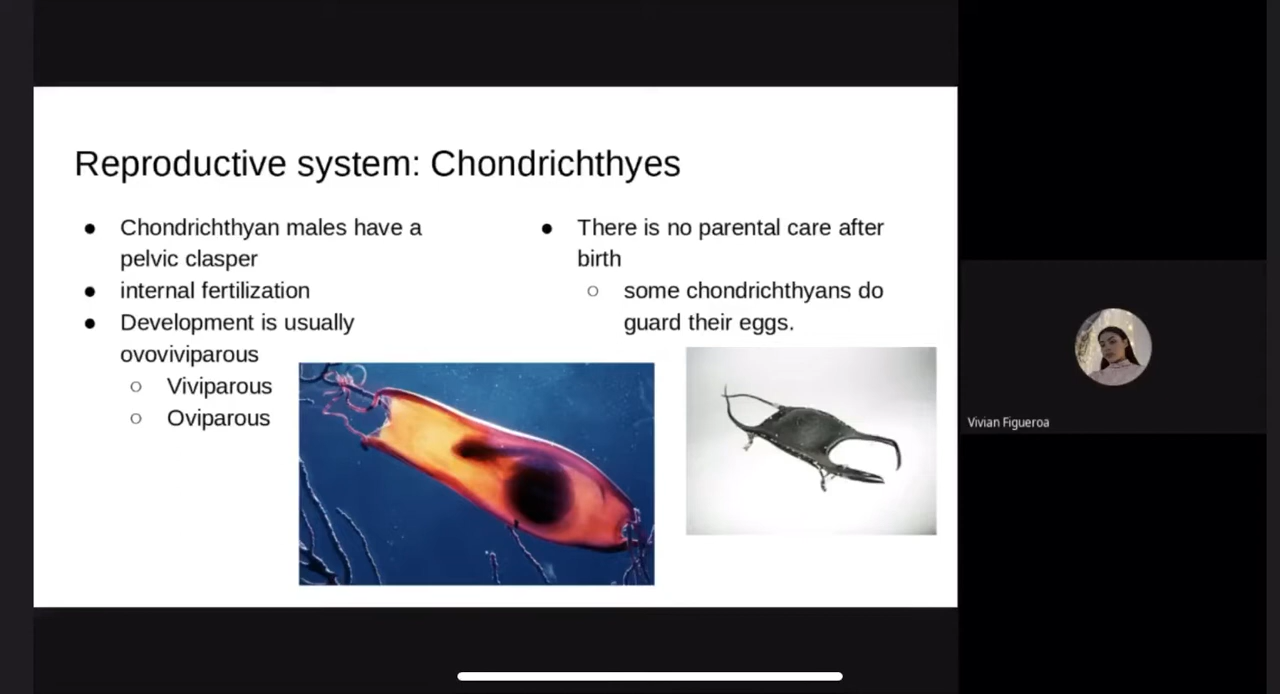 Reproductive system: Chondrichthyes
● Chondrichthyan males have a
pelvic clasper
● internal fertilization
● Development is usually
ovoviviparous
○ Viviparous
○ Oviparous
● There is no parental care after
birth
○ some chondrichthyans do
guard their eggs.
Vivian Figueroa